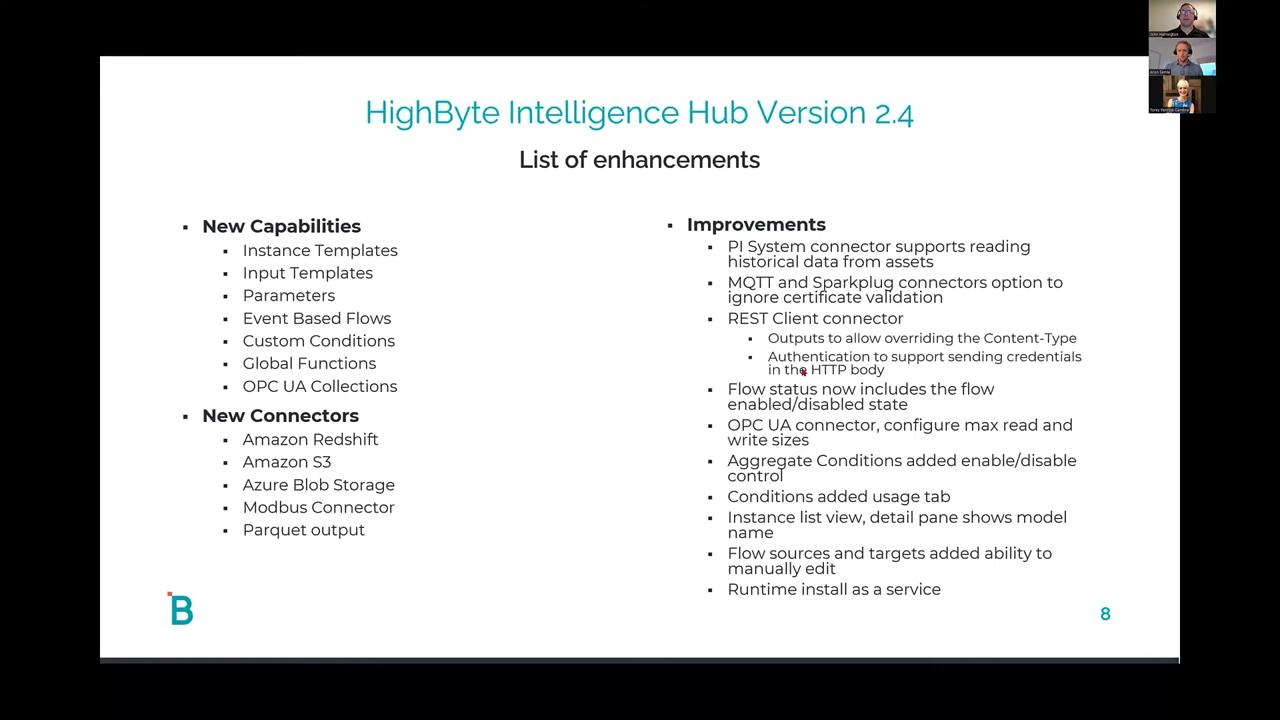 HighByte Intelligence Hub Version 2.4
List of enhancements
New Capabilities
Instance Templates
Input Templates
Parameters
Event Based Flows
Custom Conditions
Global Functions
OPC UA Collections
New Connectors
Amazon Redshift
Amazon S3
Azure Blob Storage
Modbus Connector
Parquet output
Improvements
PI System connector supports reading
historical data from assets
MQTT and Sparkplug connectors option to
ignore certificate validation
REST Client connector
Outputs to allow overriding the Content-Type
Authentication to support sending credentials
in the HTTP body
Flow status now includes the flow
enabled/disabled state
OPC UA connector, configure max read and
write sizes
Aggregate Conditions added enable/disable
control
Conditions added usage tab
Instance list view, detail pane shows model
name
Flow sources and targets added ability to
manually edit
Runtime install as a service
B
8
John Harrington
Aron Semle